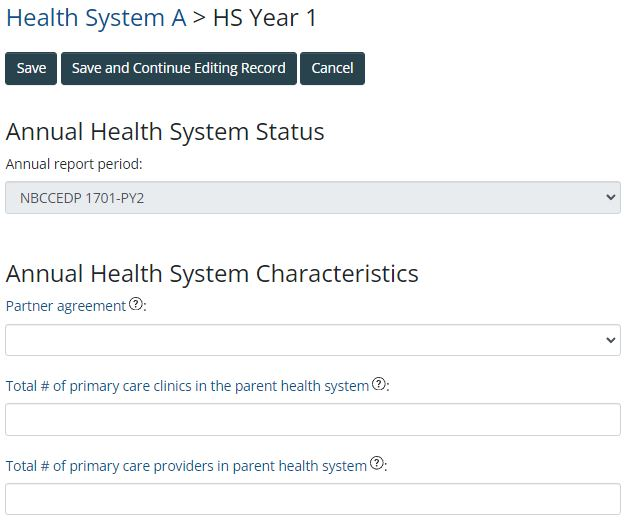 Health System A > HS Year 1
Save Save and Continue Editing Record Cancel
Annual Health System Status
Annual report period:
NBCCEDP 1701-PY2
Annual Health System Characteristics
Partner agreement ?:
Total # of primary care clinics in the parent health system ?:
Total # of primary care providers in parent health system ?: